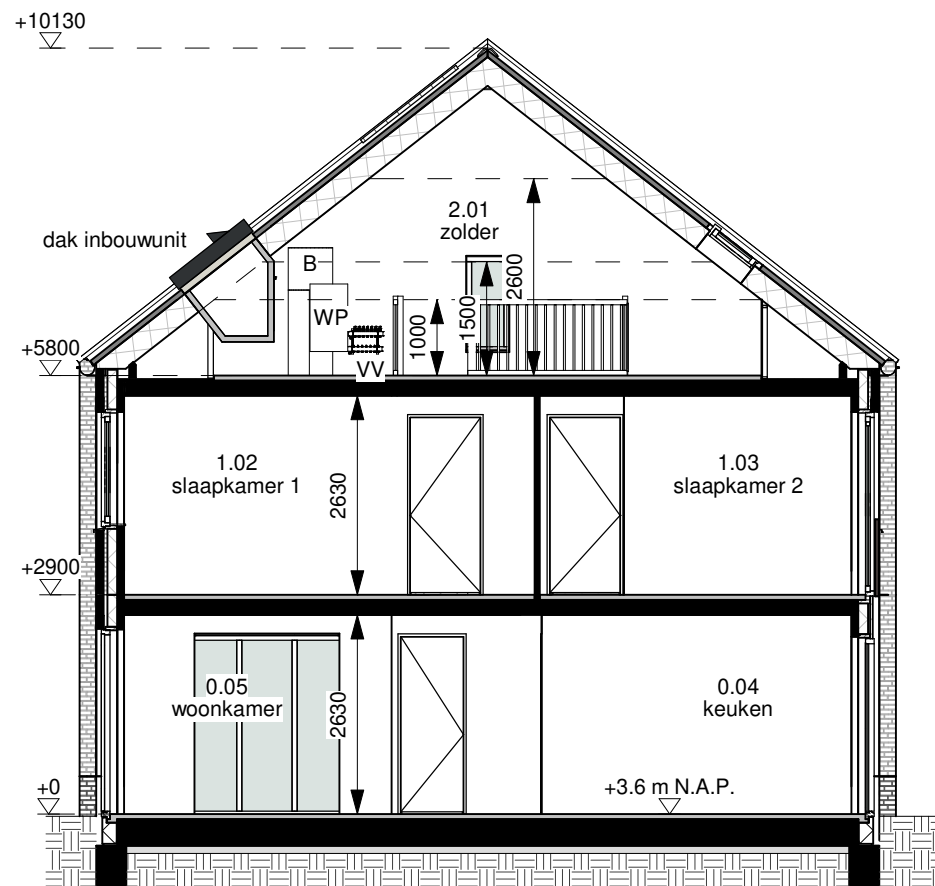 +10130
2.01
zolder
dak inbouwunit
B
WP
VV
1000
1500
2600
+5800
1.02
slaapkamer 1
2630
1.03
slaapkamer 2
+2900
0.05
woonkamer
2630
0.04
keuken
+0
+3.6 m N.A.P.